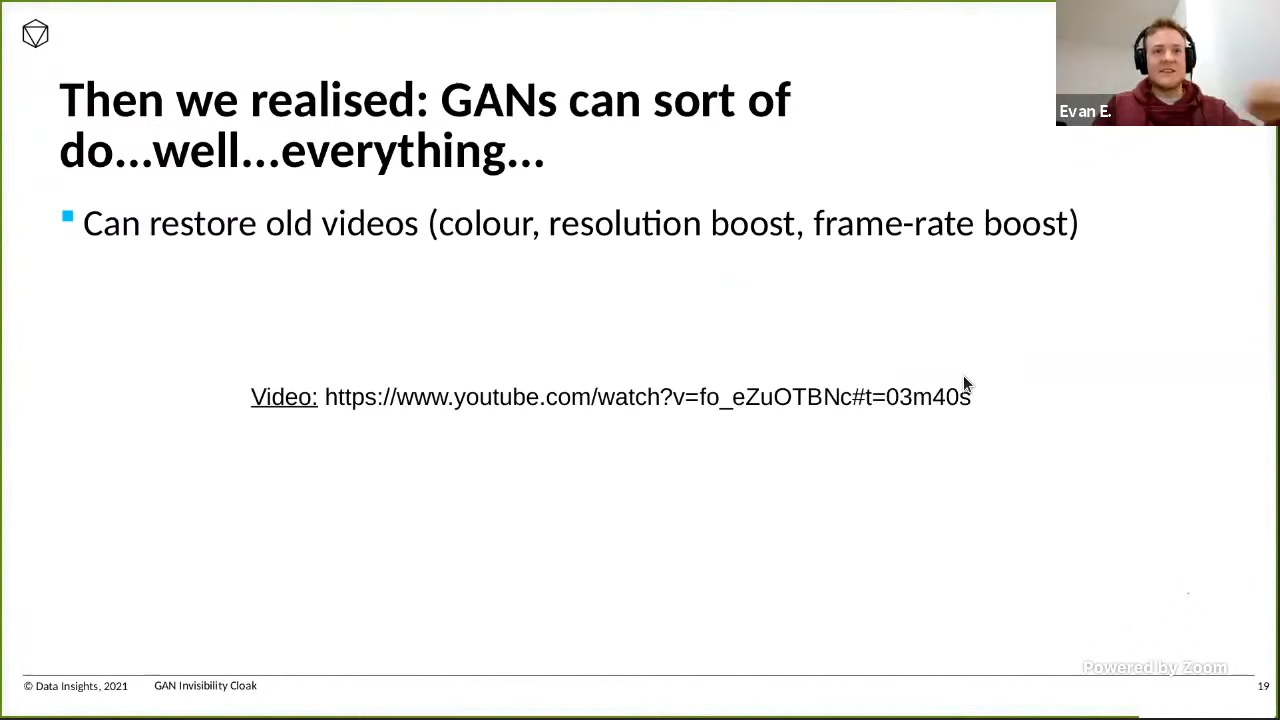 Evan E.
Then we realised: GANs can sort of
do...well...everything...
Can restore old videos (colour, resolution boost, frame-rate boost)
Video: https://www.youtube.com/watch?v=fo_eZuOTBNc#t=03m40s
Powered by Zoom
© Data Insights, 2021 GAN Invisibility Cloak 19